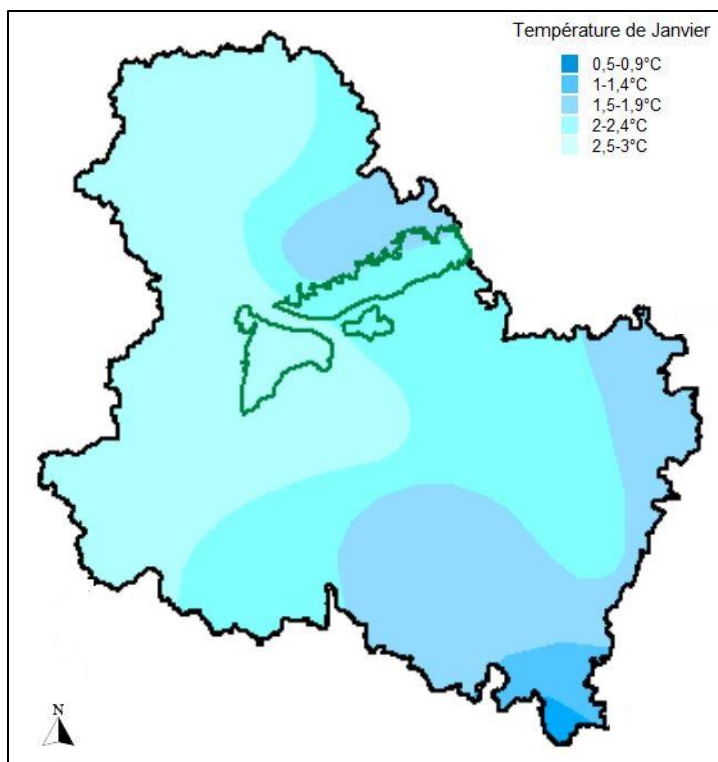 Température de Janvier
0,5-0,9°C
1-1,4°C
1,5-1,9°C
2-2,4°C
2,5-3°C
N